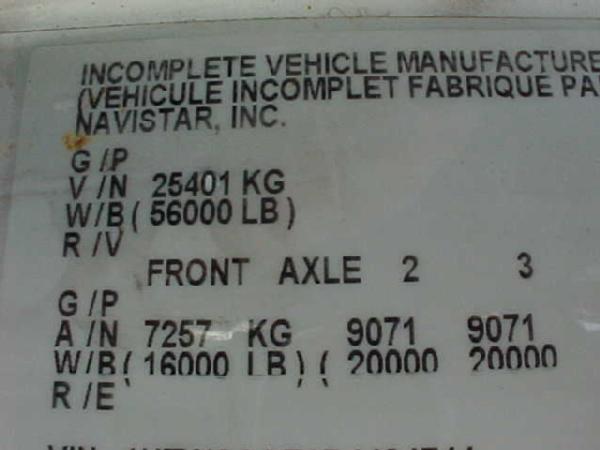 INCOMPLETE VEHICLE MANUFACTURE
(VEHICULE INCOMPLET FABRIQUE PA
NAVISTAR, INC.
G /P
V /N 25401 KG
W/B ( 56000 LB )
R /V
FRONT AXLE 2 3
G /P
A /N 7257 KG 9071 9071
W/B( 16000 LB ) ( 20000 20000
R /E